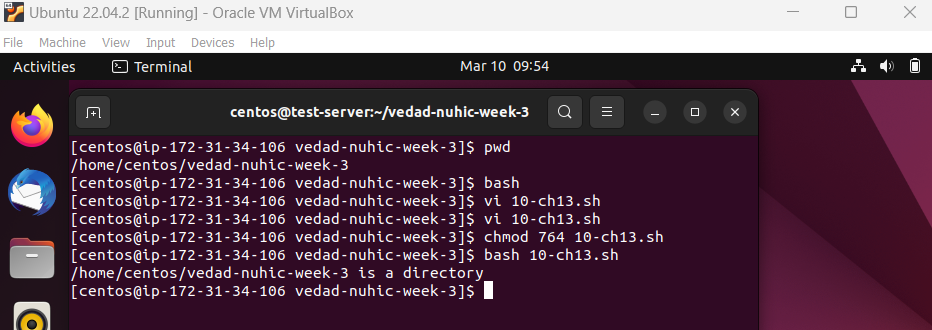 Ubuntu 22.04.2 [Running] - Oracle VM VirtualBox
File Machine View Input Devices Help
Activities Terminal Mar 10 09:54
centos@test-server:~/vedad-nuhic-week-3
[centos@ip-172-31-34-106 vedad-nuhic-week-3]$ pwd
/home/centos/vedad-nuhic-week-3
[centos@ip-172-31-34-106 vedad-nuhic-week-3]$ bash
[centos@ip-172-31-34-106 vedad-nuhic-week-3]$ vi 10-ch13.sh
[centos@ip-172-31-34-106 vedad-nuhic-week-3]$ vi 10-ch13.sh
[centos@ip-172-31-34-106 vedad-nuhic-week-3]$ chmod 764 10-ch13.sh
[centos@ip-172-31-34-106 vedad-nuhic-week-3]$ bash 10-ch13.sh
/home/centos/vedad-nuhic-week-3 is a directory
[centos@ip-172-31-34-106 vedad-nuhic-week-3]$